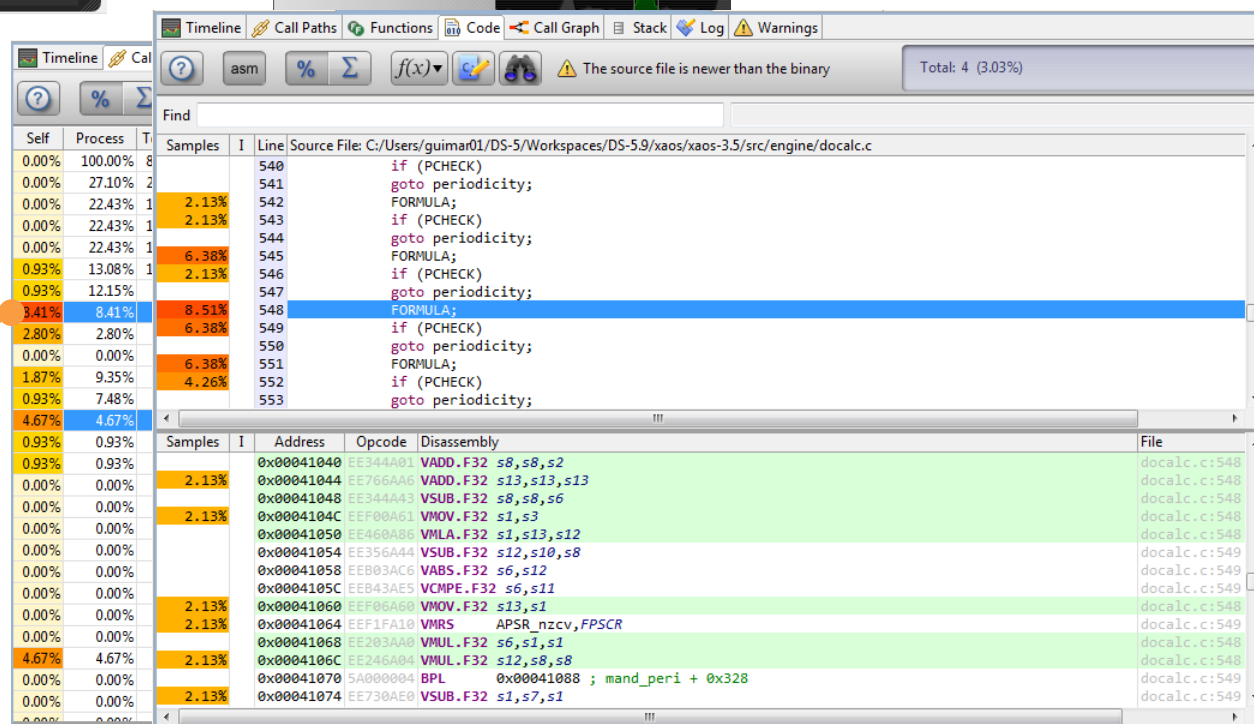 Timeline Call Paths Functions Code Call Graph Stack Log Warnings
Timeline Cal
asm % Σ f(x) The source file is newer than the binary Total: 4 (3.03%)
% Σ
Find
Self Process T
0.00% 100.00% 8
0.00% 27.10% 2
0.00% 22.43% 1
0.00% 22.43% 1
0.00% 22.43% 1
0.93% 13.08% 1
0.93% 12.15%
8.41% 8.41%
2.80% 2.80%
0.00% 0.00%
1.87% 9.35%
0.93% 7.48%
4.67% 4.67%
0.93% 0.93%
0.93% 0.93%
0.00% 0.00%
0.00% 0.00%
0.00% 0.00%
0.00% 0.00%
0.00% 0.00%
0.00% 0.00%
0.00% 0.00%
0.00% 0.00%
4.67% 4.67%
0.00% 0.00%
0.00% 0.00%
Samples I Line Source File: C:/Users/guimar01/DS-5/Workspaces/DS-5.9/xaos/xaos-3.5/src/engine/docalc.c
540 if (PCHECK)
541 goto periodicity;
2.13% 542 FORMULA;
2.13% 543 if (PCHECK)
544 goto periodicity;
6.38% 545 FORMULA;
2.13% 546 if (PCHECK)
547 goto periodicity;
8.51% 548 FORMULA;
6.38% 549 if (PCHECK)
550 goto periodicity;
6.38% 551 FORMULA;
4.26% 552 if (PCHECK)
553 goto periodicity;
Samples I Address Opcode Disassembly File
0x00041040 EE344A01 VADD.F32 s8,s8,s2 docalc.c:548
2.13% 0x00041044 EE766AA6 VADD.F32 s13,s13,s13 docalc.c:548
0x00041048 EE344A43 VSUB.F32 s8,s8,s6 docalc.c:548
2.13% 0x0004104C EEF00A61 VMOV.F32 s1,s3 docalc.c:548
0x00041050 EE460A86 VMLA.F32 s1,s13,s12 docalc.c:548
0x00041054 EE356A44 VSUB.F32 s12,s10,s8 docalc.c:549
0x00041058 EEB03AC6 VABS.F32 s6,s12 docalc.c:549
0x0004105C EEB43AE5 VCMPE.F32 s6,s11 docalc.c:549
2.13% 0x00041060 EEF06A60 VMOV.F32 s13,s1 docalc.c:548
2.13% 0x00041064 EEF1FA10 VMRS APSR_nzcv,FPSCR docalc.c:549
0x00041068 EE203AA0 VMUL.F32 s6,s1,s1 docalc.c:548
2.13% 0x0004106C EE246A04 VMUL.F32 s12,s8,s8 docalc.c:548
0x00041070 5A000004 BPL 0x00041088 ; mand_peri + 0x328 docalc.c:549
2.13% 0x00041074 EE730AE0 VSUB.F32 s1,s7,s1 docalc.c:549